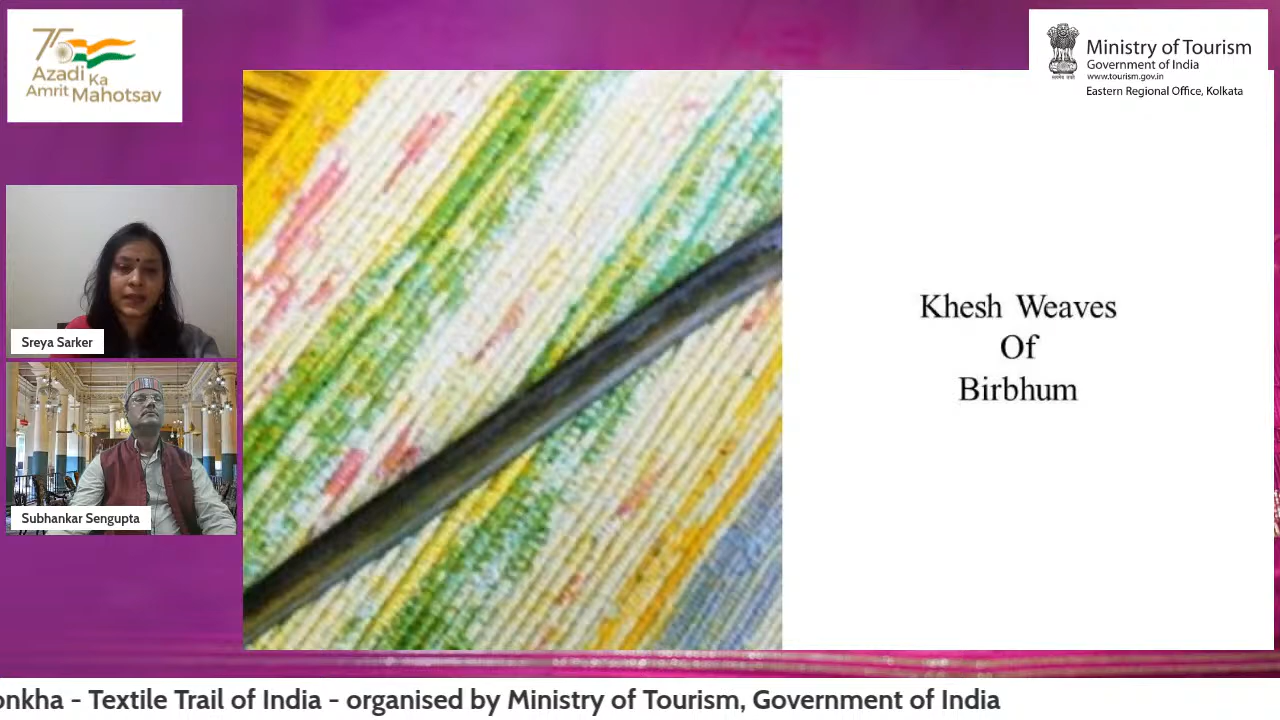 75
Azadi Ka
Amrit Mahotsav
Ministry of Tourism
Government of India
www.tourism.gov.in
Eastern Regional Office, Kolkata
Sreya Sarker
Subhankar Sengupta
Khesh Weaves
Of
Birbhum
onkha - Textile Trail of India - organised by Ministry of Tourism, Government of India